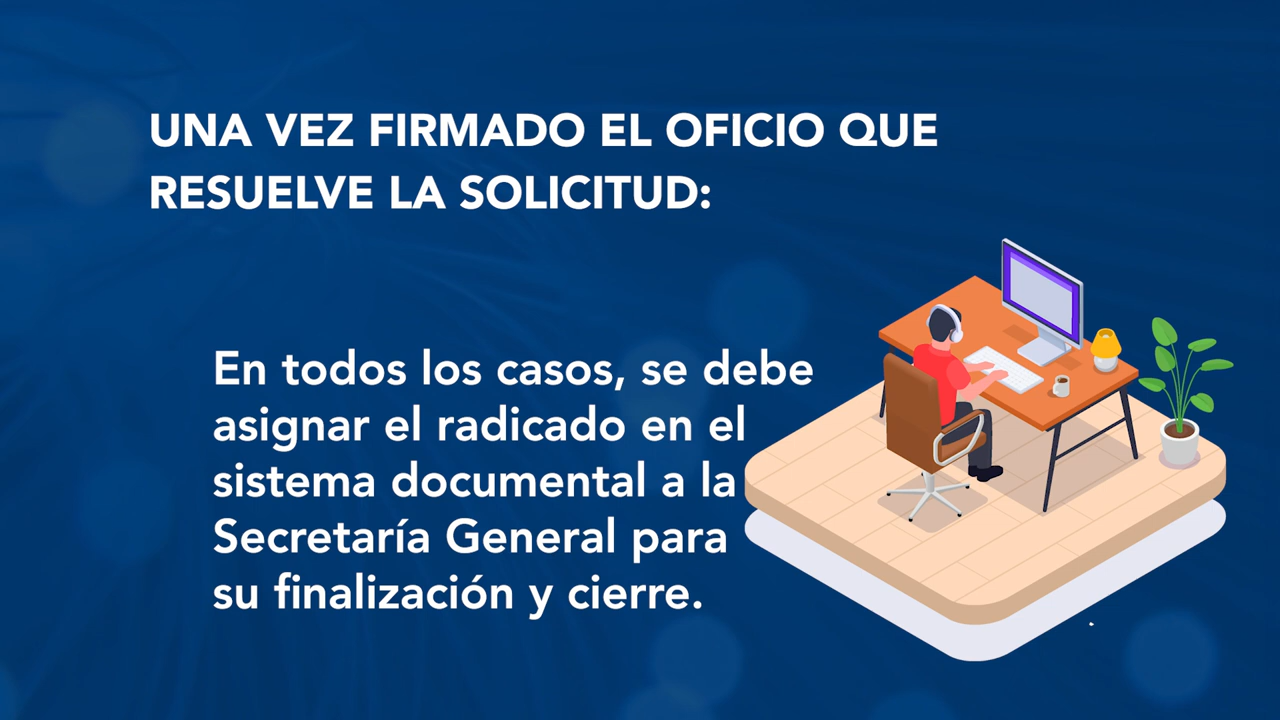 UNA VEZ FIRMADO EL OFICIO QUE
RESUELVE LA SOLICITUD:
En todos los casos, se debe
asignar el radicado en el
sistema documental a la
Secretaría General para
su finalización y cierre.